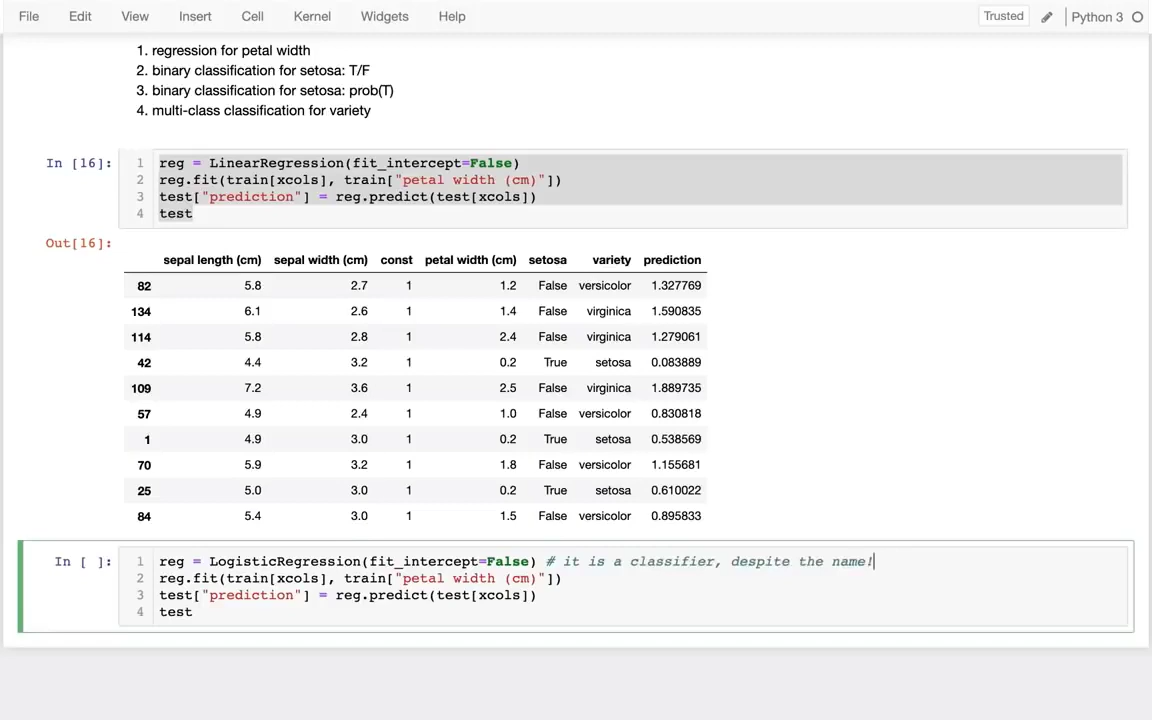 File Edit View Insert Cell Kernel Widgets Help Trusted Python 3
1. regression for petal width
2. binary classification for setosa: T/F
3. binary classification for setosa: prob(T)
4. multi-class classification for variety
In [16]: 1 reg = LinearRegression(fit_intercept=False)
2 reg.fit(train[xcols], train["petal width (cm)"])
3 test["prediction"] = reg.predict(test[xcols])
4 test
Out[16]:
sepal length (cm) sepal width (cm) const petal width (cm) setosa variety prediction
82 5.8 2.7 1 1.2 False versicolor 1.327769
134 6.1 2.6 1 1.4 False virginica 1.590835
114 5.8 2.8 1 2.4 False virginica 1.279061
42 4.4 3.2 1 0.2 True setosa 0.083889
109 7.2 3.6 1 2.5 False virginica 1.889735
57 4.9 2.4 1 1.0 False versicolor 0.830818
1 4.9 3.0 1 0.2 True setosa 0.538569
70 5.9 3.2 1 1.8 False versicolor 1.155681
25 5.0 3.0 1 0.2 True setosa 0.610022
84 5.4 3.0 1 1.5 False versicolor 0.895833
In [ ]: 1 reg = LogisticRegression(fit_intercept=False) # it is a classifier, despite the name!
2 reg.fit(train[xcols], train["petal width (cm)"])
3 test["prediction"] = reg.predict(test[xcols])
4 test